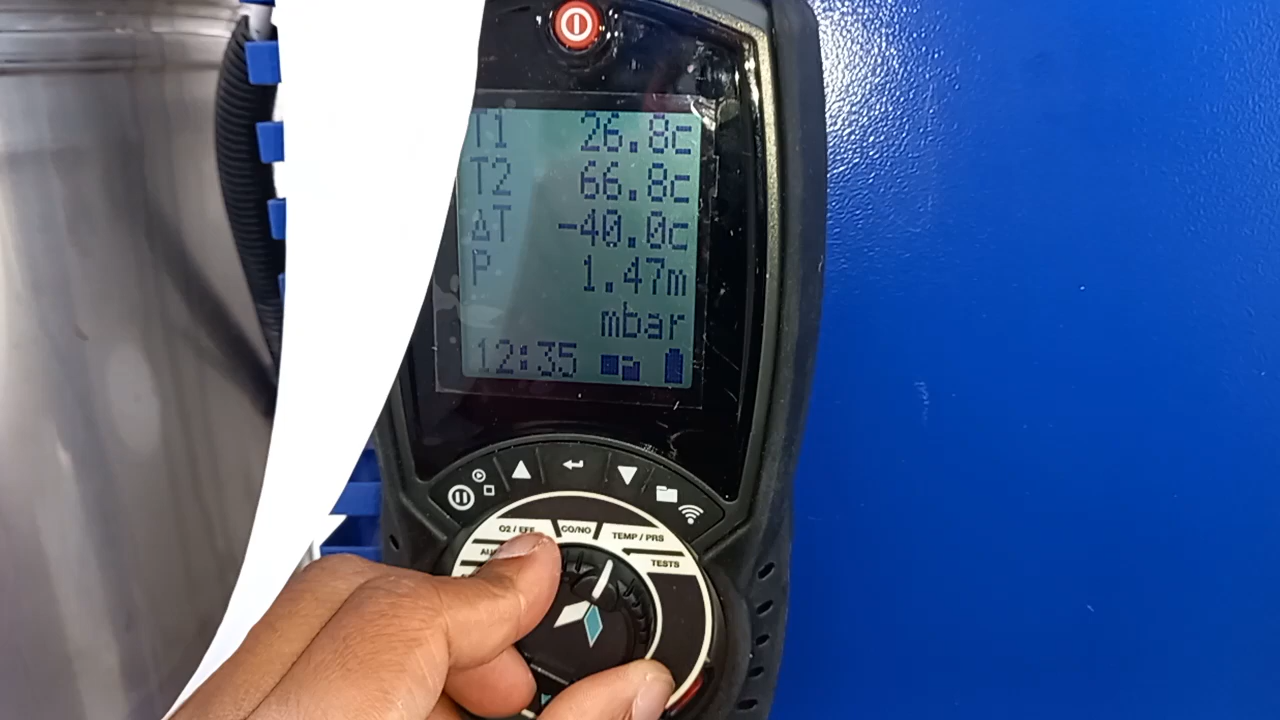 T1 26.8c
T2 66.8c
ΔT -40.0c
P 1.47m
mbar
12:35
O2 / EFF CO/NO TEMP / PRS
TESTS